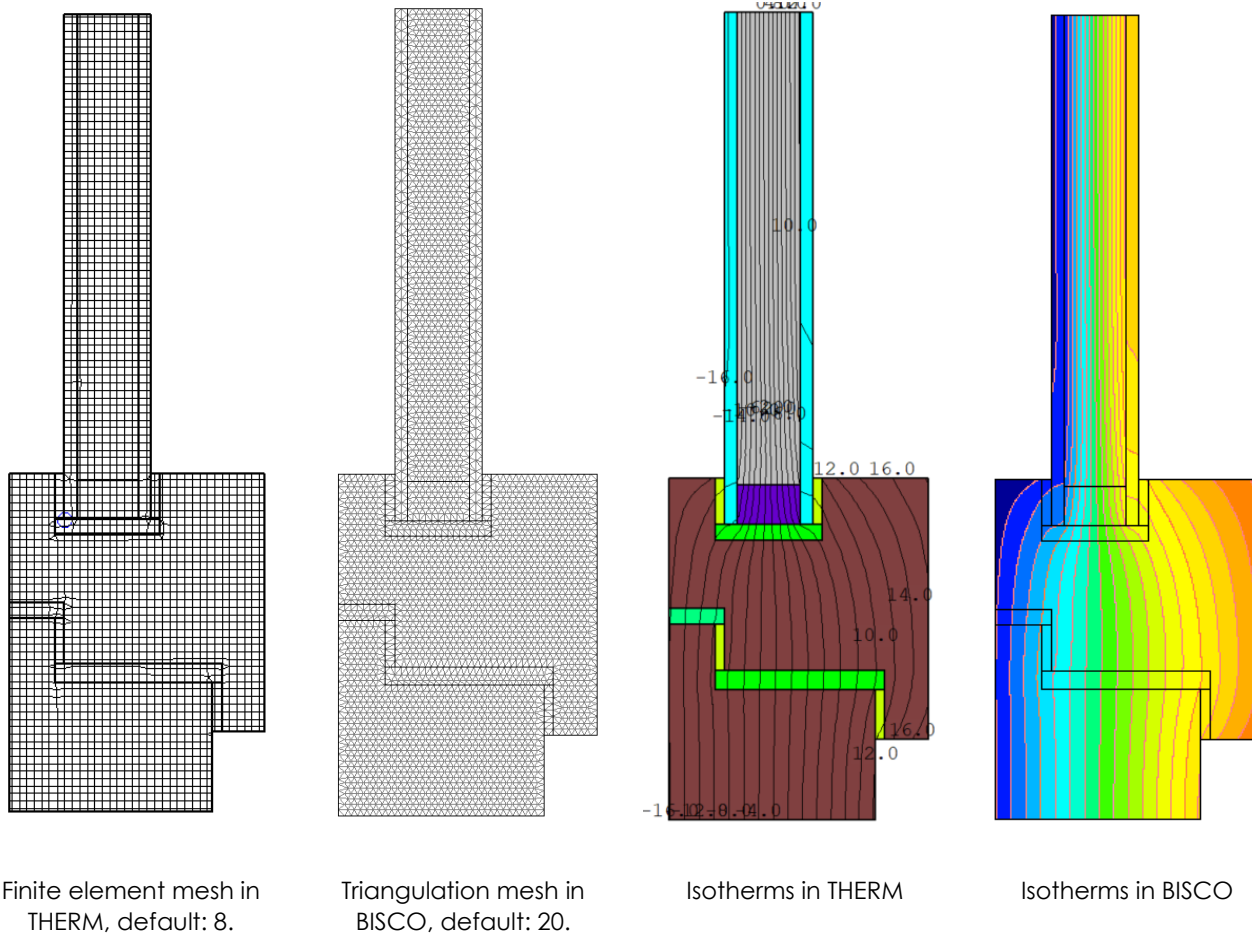 10.0
-16.0
12.0 16.0
14.0
10.0
16.0
12.0
Finite element mesh in
THERM, default: 8.
Triangulation mesh in
BISCO, default: 20.
Isotherms in THERM
Isotherms in BISCO